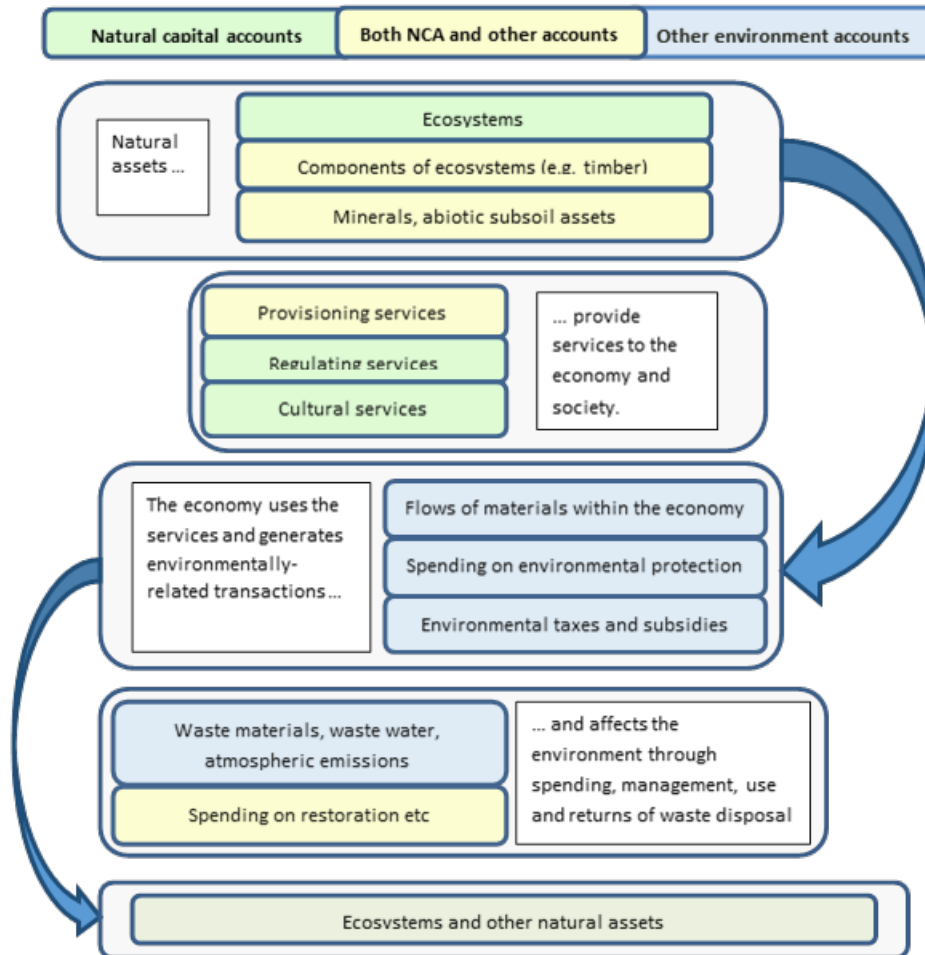 Natural capital accounts
Both NCA and other accounts
Other environment accounts
Natural
assets ...
Ecosystems
Components of ecosystems (e.g. timber)
Minerals, abiotic subsoil assets
Provisioning services
Regulating services
Cultural services
... provide
services to the
economy and
society.
The economy uses the
services and generates
environmentally-
related transactions ...
Flows of materials within the economy
Spending on environmental protection
Environmental taxes and subsidies
Waste materials, waste water,
atmospheric emissions
Spending on restoration etc
... and affects the
environment through
spending, management, use
and returns of waste disposal
Ecosystems and other natural assets